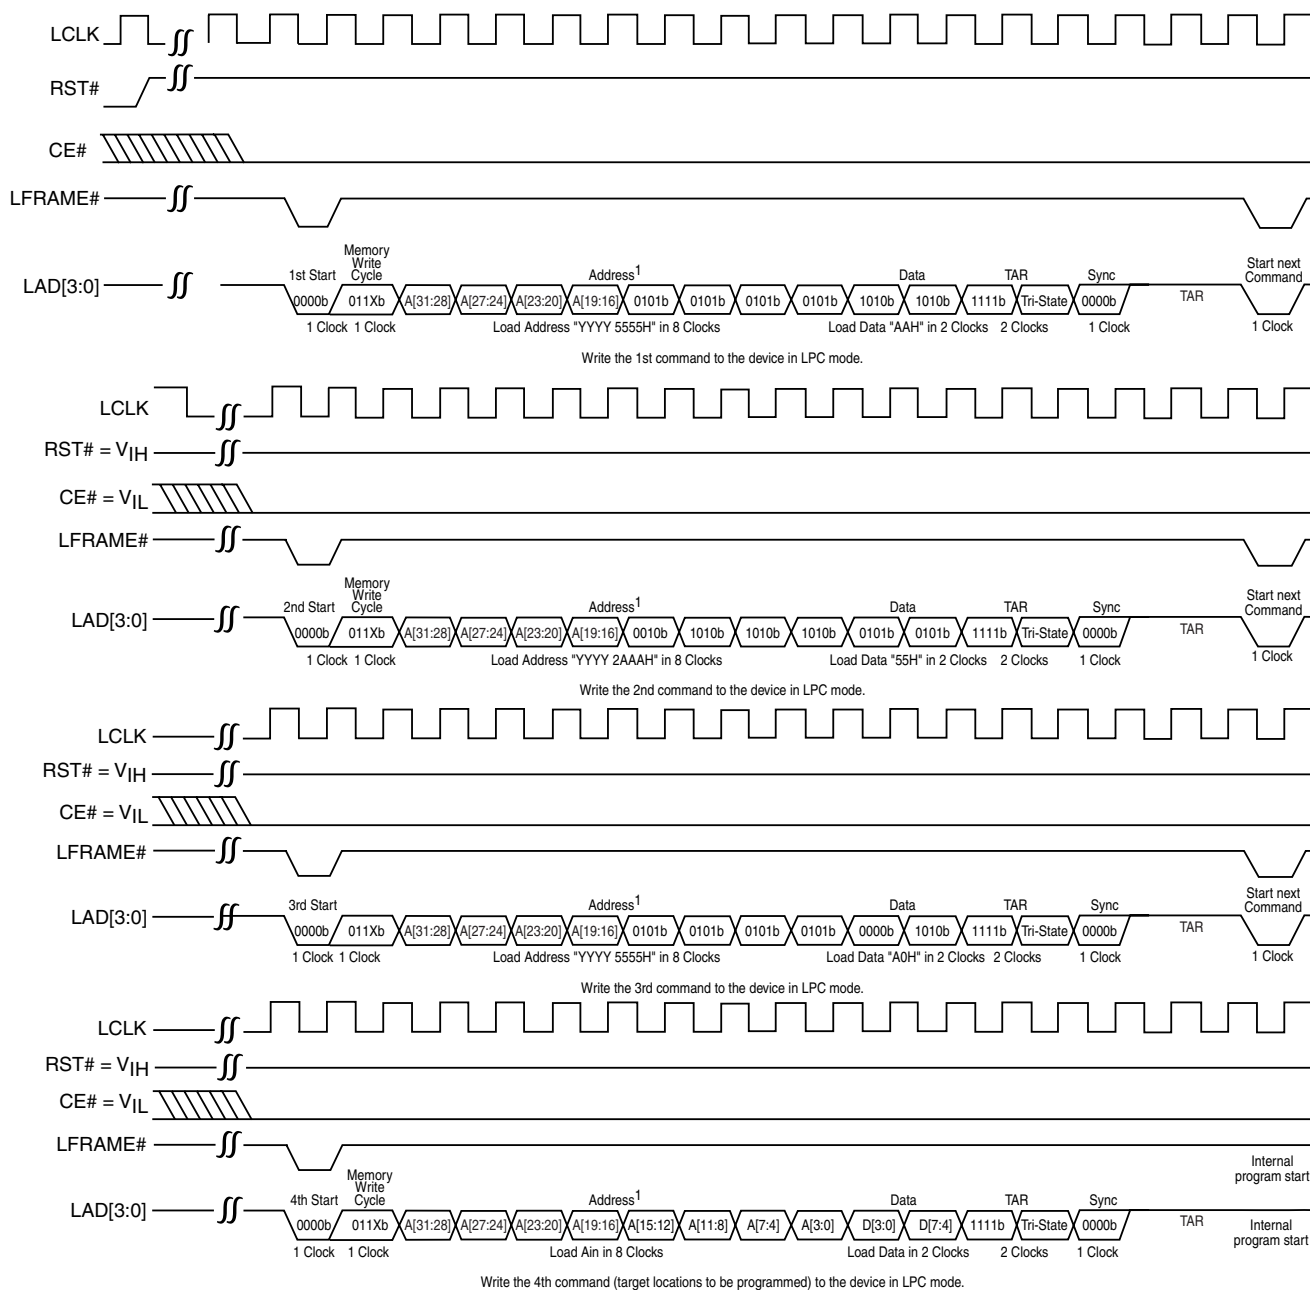 LCLK
RST#
CE#
LFRAME#
Memory
Write
Cycle
1st Start
Address1
Data
TAR
Sync
Start next
Command
LAD[3:0]
0000b 011Xb A[31:28] A[27:24] A[23:20] A[19:16] 0101b 0101b 0101b 0101b 1010b 1010b 1111b Tri-State 0000b TAR
1 Clock 1 Clock Load Address "YYYY 5555H" in 8 Clocks Load Data "AAH" in 2 Clocks 2 Clocks 1 Clock 1 Clock
Write the 1st command to the device in LPC mode.
LCLK
RST# = VIH
CE# = VIL
LFRAME#
Memory
Write
Cycle
2nd Start
Address1
Data
TAR
Sync
Start next
Command
LAD[3:0]
0000b 011Xb A[31:28] A[27:24] A[23:20] A[19:16] 0010b 1010b 1010b 1010b 0101b 0101b 1111b Tri-State 0000b TAR
1 Clock 1 Clock Load Address "YYYY 2AAAH" in 8 Clocks Load Data "55H" in 2 Clocks 2 Clocks 1 Clock 1 Clock
Write the 2nd command to the device in LPC mode.
LCLK
RST# = VIH
CE# = VIL
LFRAME#
3rd Start
Address1
Data
TAR
Sync
Start next
Command
LAD[3:0]
0000b 011Xb A[31:28] A[27:24] A[23:20] A[19:16] 0101b 0101b 0101b 0101b 0000b 1010b 1111b Tri-State 0000b TAR
1 Clock 1 Clock Load Address "YYYY 5555H" in 8 Clocks Load Data "A0H" in 2 Clocks 2 Clocks 1 Clock 1 Clock
Write the 3rd command to the device in LPC mode.
LCLK
RST# = VIH
CE# = VIL
LFRAME#
Internal
program start
Memory
Write
Cycle
4th Start
Address1
Data
TAR
Sync
LAD[3:0]
0000b 011Xb A[31:28] A[27:24] A[23:20] A[19:16] A[15:12] A[11:8] A[7:4] A[3:0] D[3:0] D[7:4] 1111b Tri-State 0000b TAR
Internal
program start
1 Clock 1 Clock Load Ain in 8 Clocks Load Data in 2 Clocks 2 Clocks 1 Clock
Write the 4th command (target locations to be programmed) to the device in LPC mode.